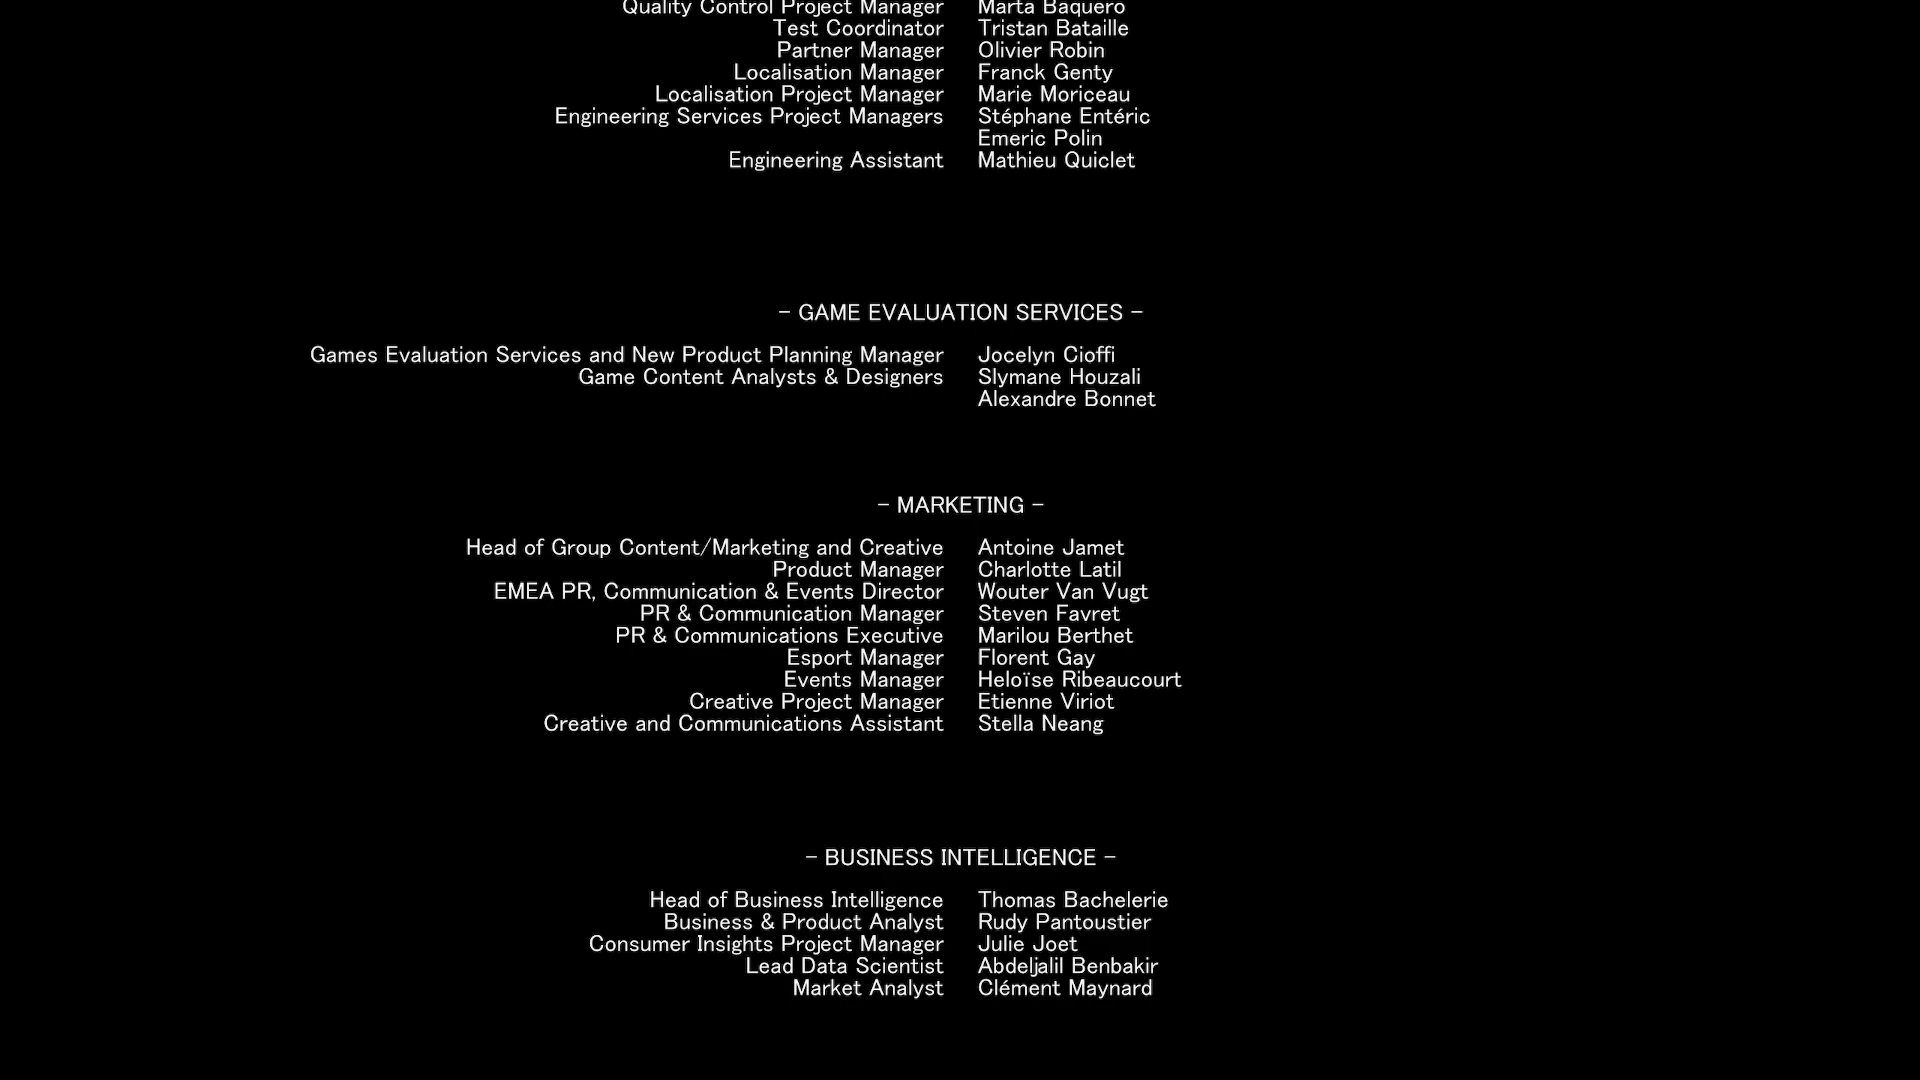 Quality Control Project Manager Marta Baquero
Test Coordinator Tristan Bataille
Partner Manager Olivier Robin
Localisation Manager Franck Genty
Localisation Project Manager Marie Moriceau
Engineering Services Project Managers Stéphane Entéric
Emeric Polin
Engineering Assistant Mathieu Quiclet
- GAME EVALUATION SERVICES -
Games Evaluation Services and New Product Planning Manager Jocelyn Cioffi
Game Content Analysts & Designers Slymane Houzali
Alexandre Bonnet
- MARKETING -
Head of Group Content/Marketing and Creative Antoine Jamet
Product Manager Charlotte Latil
EMEA PR, Communication & Events Director Wouter Van Vugt
PR & Communication Manager Steven Favret
PR & Communications Executive Marilou Berthet
Esport Manager Florent Gay
Events Manager Heloïse Ribeaucourt
Creative Project Manager Etienne Viriot
Creative and Communications Assistant Stella Neang
- BUSINESS INTELLIGENCE -
Head of Business Intelligence Thomas Bachelerie
Business & Product Analyst Rudy Pantoustier
Consumer Insights Project Manager Julie Joet
Lead Data Scientist Abdeljalil Benbakir
Market Analyst Clément Maynard